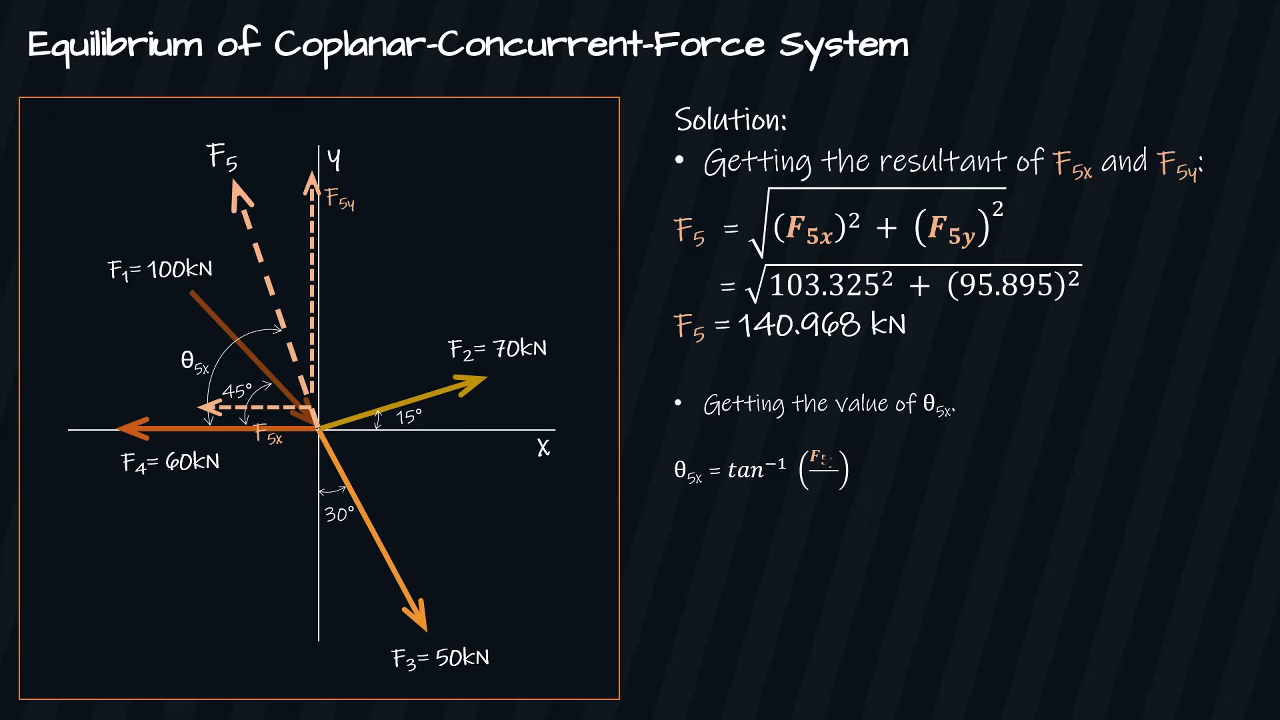 Equilibrium of Coplanar-Concurrent-Force System
F₅
y
F₅y
F₁= 100kN
F₂= 70kN
θ₅ₓ
45°
15°
F₅ₓ
x
F₄= 60kN
30°
F₃= 50kN
Solution:
• Getting the resultant of F₅ₓ and F₅y:
F₅ = √((F₅ₓ)² + (F₅y)²)
= √(103.325² + (95.895)²)
F₅ = 140.968 kN
• Getting the value of θ₅ₓ.
θ₅ₓ = tan⁻¹ (F₅